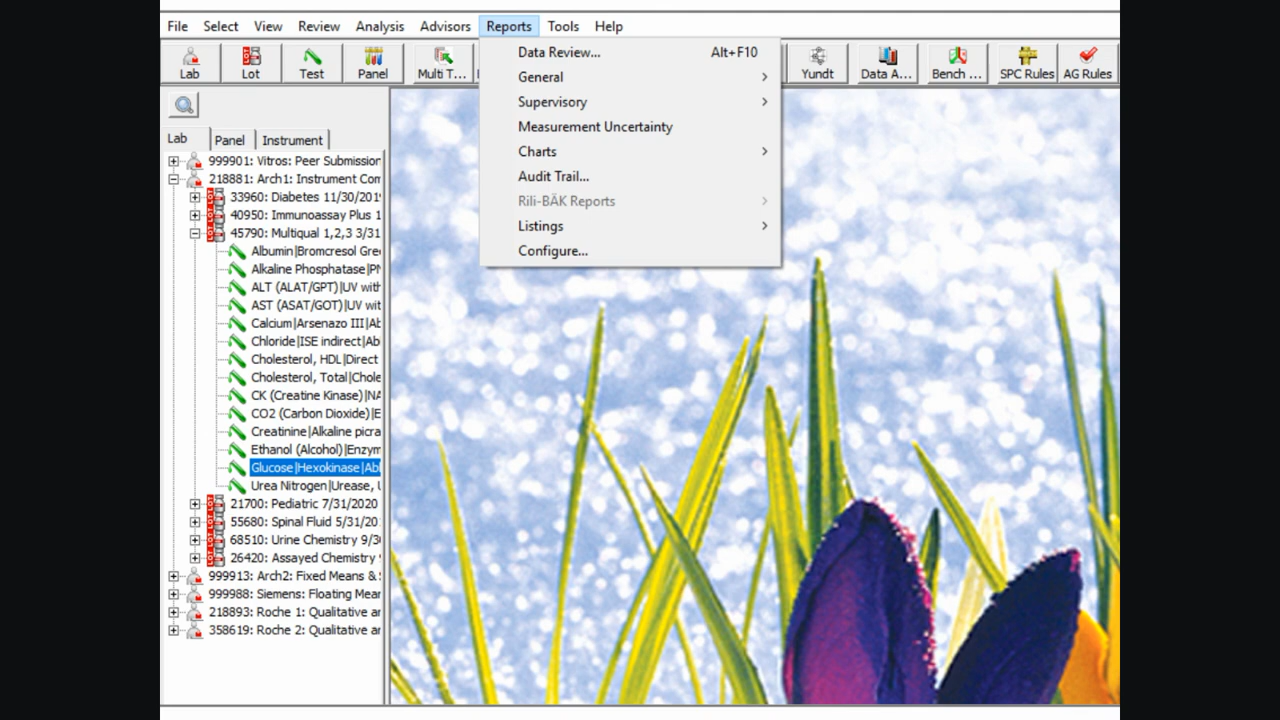 File Select View Review Analysis Advisors Reports Tools Help
Lab Lot Test Panel Multi T... Yundt Data A... Bench ... SPC Rules AG Rules
Data Review... Alt+F10
General
Supervisory
Measurement Uncertainty
Charts
Audit Trail...
Rili-BÄK Reports
Listings
Configure...
Lab Panel Instrument
999901: Vitros: Peer Submission
218881: Arch1: Instrument Com
33960: Diabetes 11/30/201
40950: Immunoassay Plus 1
45790: Multiqual 1,2,3 3/31
Albumin|Bromcresol Gre
Alkaline Phosphatase|
ALT (ALAT/GPT)|UV with
AST (ASAT/GOT)|UV wit
Calcium|Arsenazo III|Ab
Chloride|ISE indirect|Ab
Cholesterol, HDL|Direct
Cholesterol, Total|Chole
CK (Creatine Kinase)|
CO2 (Carbon Dioxide)|E
Creatinine|Alkaline picra
Ethanol (Alcohol)|Enzym
Glucose|Hexokinase|Ab
Urea Nitrogen|Urease,
21700: Pediatric 7/31/2020
55680: Spinal Fluid 5/31/20
68510: Urine Chemistry 9/3
26420: Assayed Chemistry
999913: Arch2: Fixed Means &
999988: Siemens: Floating Mea
218893: Roche 1: Qualitative ar
358619: Roche 2: Qualitative ar